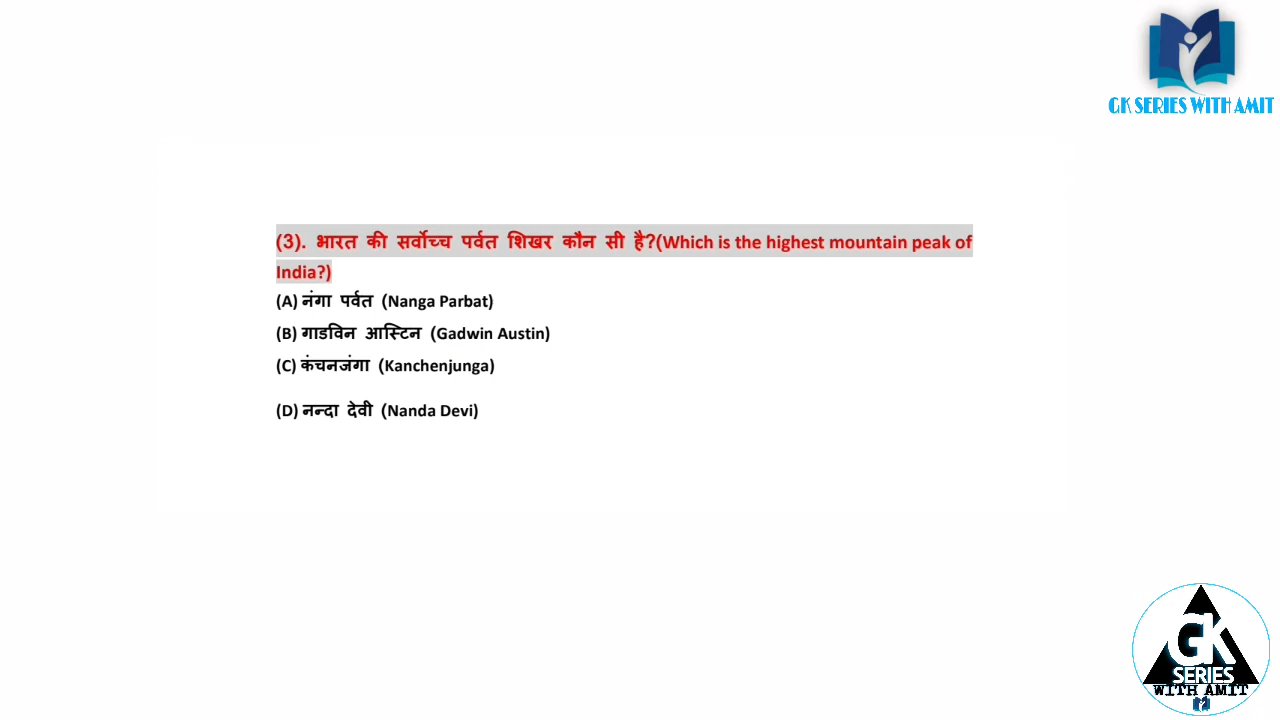 GK SERIES WITH AMIT
(3). भारत की सर्वोच्च पर्वत शिखर कौन सी है?(Which is the highest mountain peak of
India?)
(A) नंगा पर्वत (Nanga Parbat)
(B) गाडविन आस्टिन (Gadwin Austin)
(C) कंचनजंगा (Kanchenjunga)
(D) नन्दा देवी (Nanda Devi)
GK
SERIES
WITH AMIT